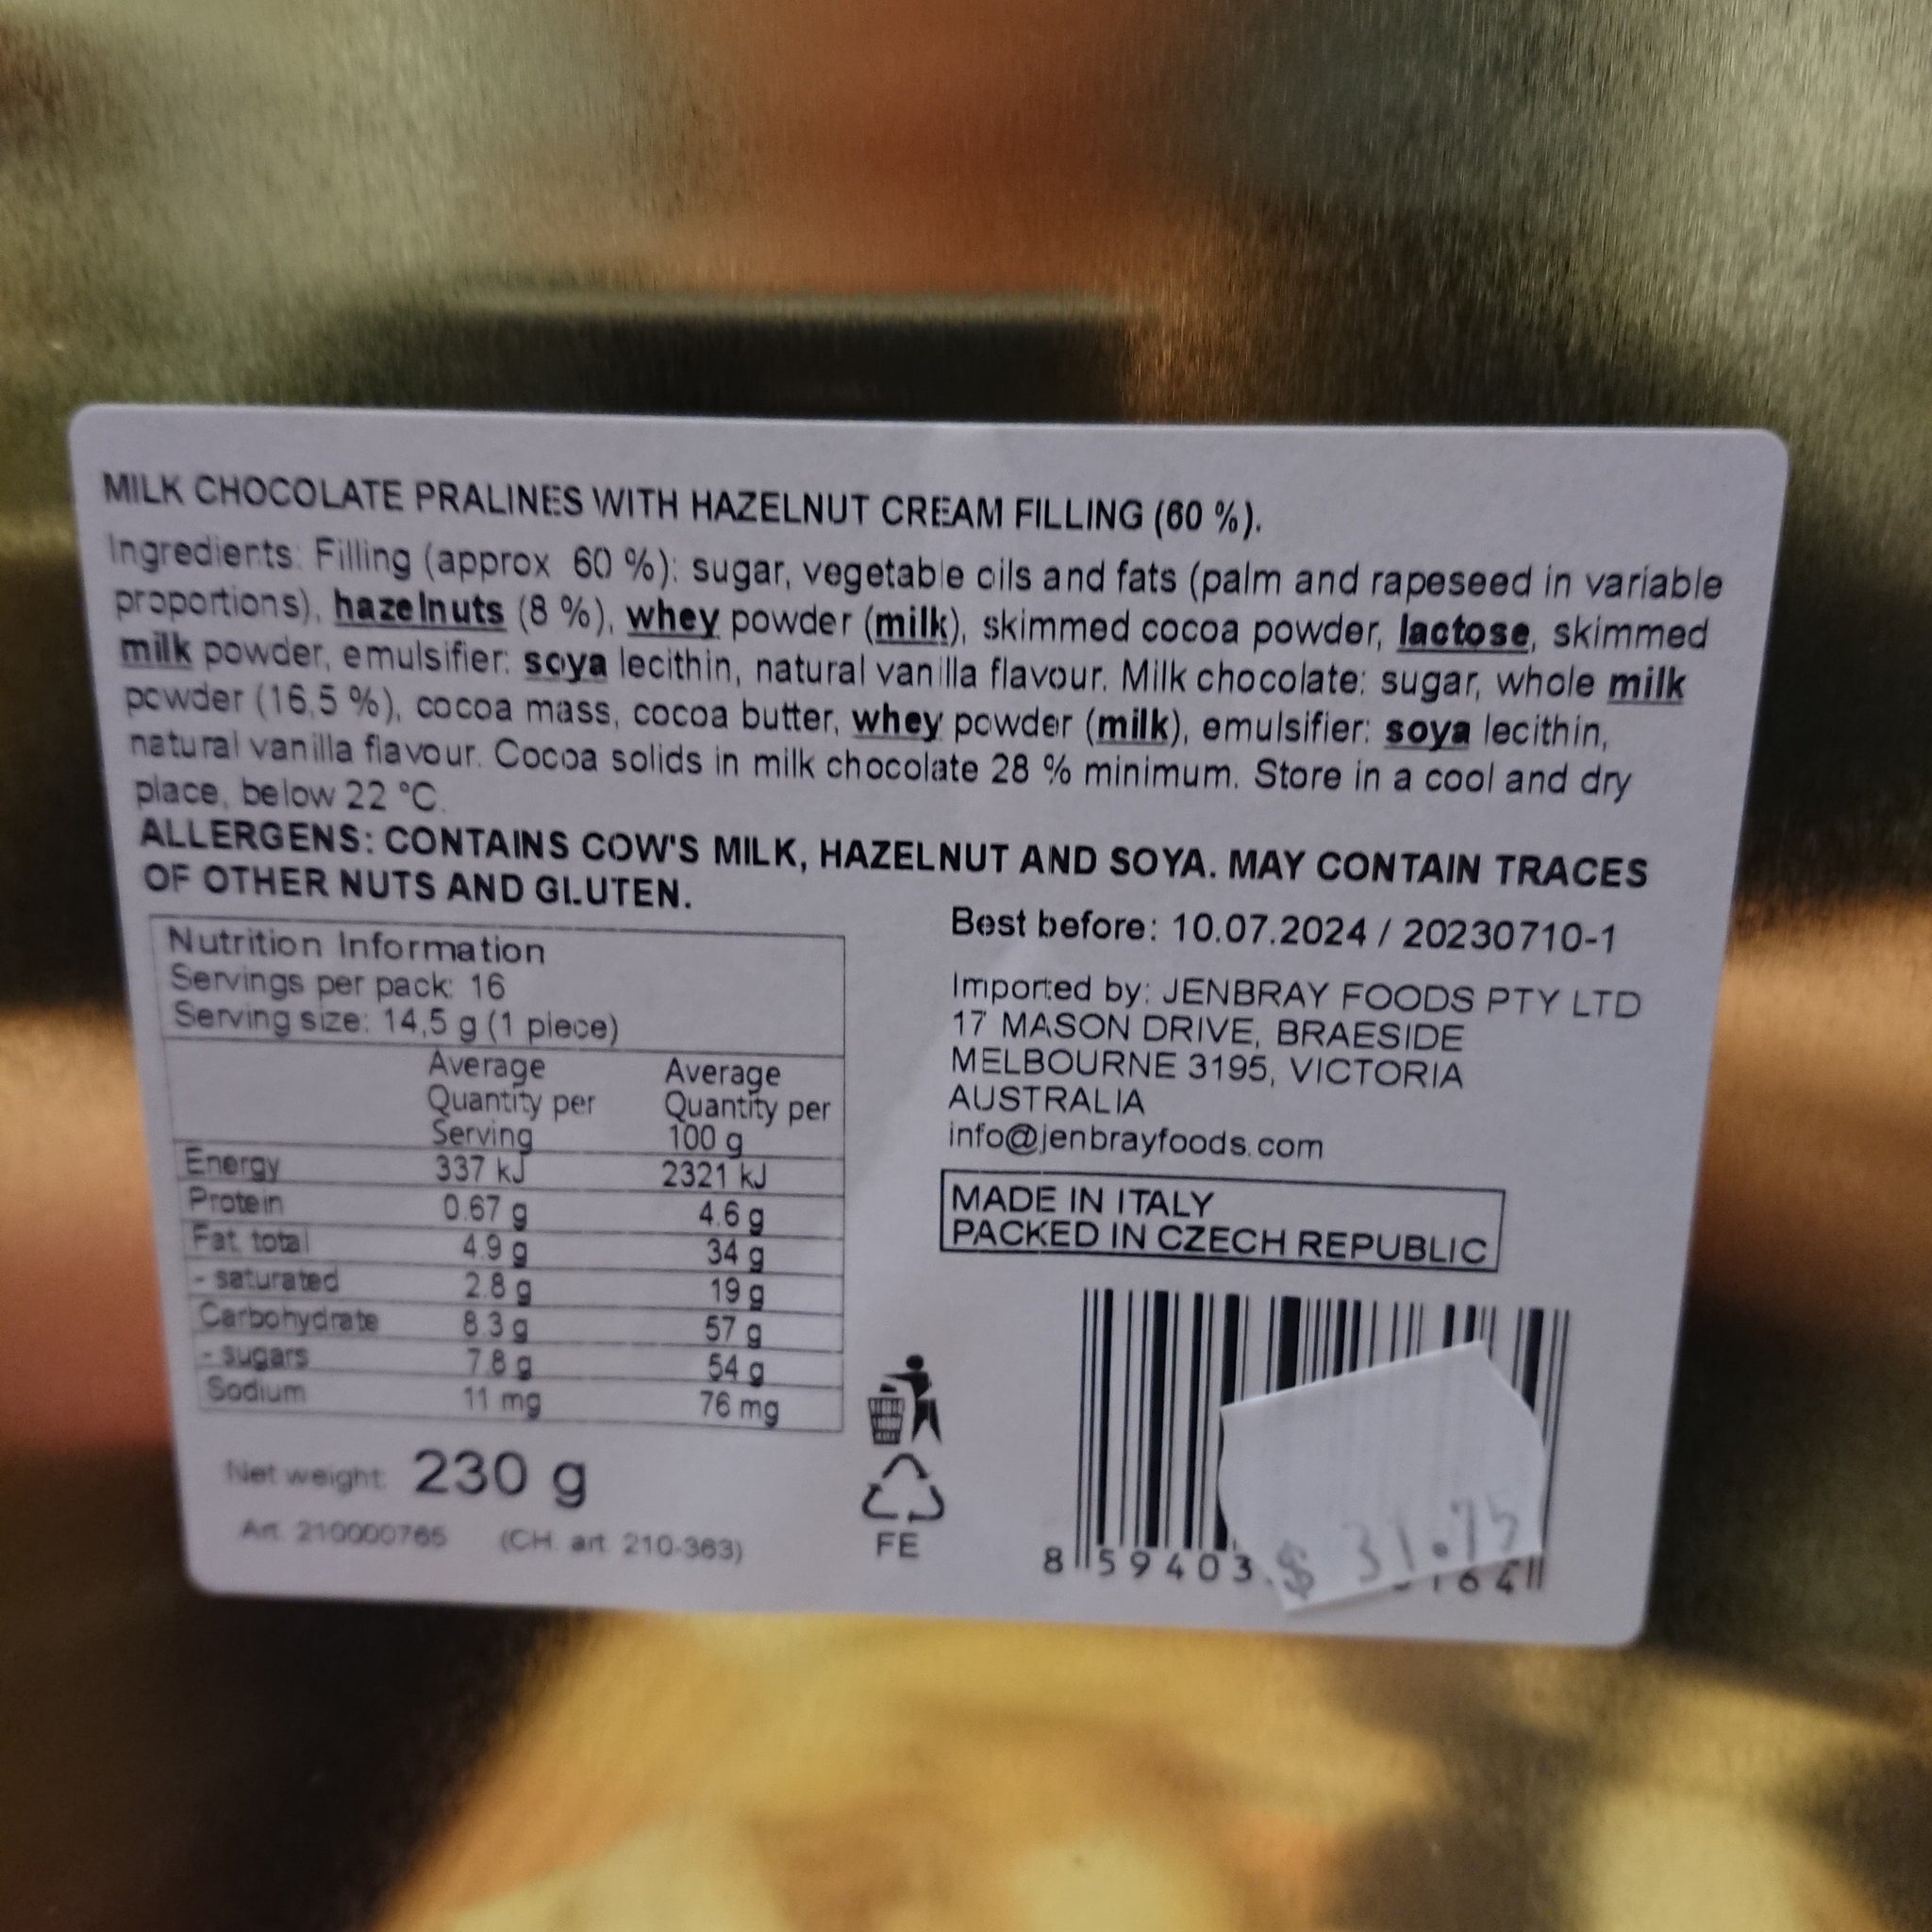 MILK CHOCOLATE PRALINES WITH HAZELNUT CREAM FILLING (60 %).
Ingredients: Filling (approx 60 %): sugar, vegetable oils and fats (palm and rapeseed in variable
proportions), hazelnuts (8 %), whey powder (milk), skimmed cocoa powder, lactose, skimmed
milk powder, emulsifier: soya lecithin, natural vanilla flavour. Milk chocolate: sugar, whole milk
powder (16,5 %), cocoa mass, cocoa butter, whey powder (milk), emulsifier: soya lecithin,
natural vanilla flavour. Cocoa solids in milk chocolate 28 % minimum. Store in a cool and dry
place, below 22 °C.
ALLERGENS: CONTAINS COW'S MILK, HAZELNUT AND SOYA. MAY CONTAIN TRACES
OF OTHER NUTS AND GLUTEN.
Nutrition Information
Servings per pack: 16
Serving size: 14,5 g (1 piece)
Average Quantity per Serving
Average Quantity per 100 g
Energy 337 kJ 2321 kJ
Protein 0.67 g 4.6 g
Fat, total 4.9 g 34 g
- saturated 2.8 g 19 g
Carbohydrate 8.3 g 57 g
- sugars 7.8 g 54 g
Sodium 11 mg 76 mg
Net weight: 230 g
Art. 210000765 (CH. art. 210-363)
Best before: 10.07.2024 / 20230710-1
Imported by: JENBRAY FOODS PTY LTD
17 MASON DRIVE, BRAESIDE
MELBOURNE 3195, VICTORIA
AUSTRALIA
info@jenbrayfoods.com
MADE IN ITALY
PACKED IN CZECH REPUBLIC
FE
8 59403
164
$ 31.75